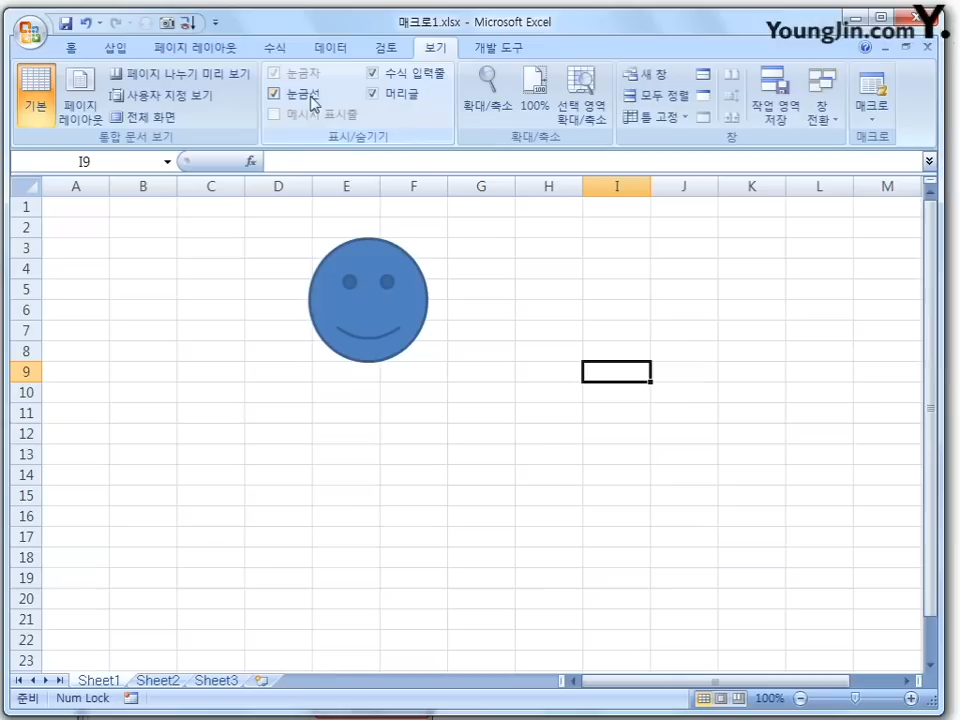 매크로1.xlsx - Microsoft Excel
YoungJin.com Y.
홈 삽입 페이지 레이아웃 수식 데이터 검토 보기 개발 도구
기본
페이지 레이아웃
페이지 나누기 미리 보기
사용자 지정 보기
전체 화면
통합 문서 보기
눈금자
눈금선
메시지 표시줄
수식 입력줄
머리글
표시/숨기기
확대/축소
100%
선택 영역 확대/축소
확대/축소
새 창
모두 정렬
틀 고정
작업 영역 저장
창 전환
창
매크로
매크로
I9
fx
A B C D E F G H I J K L M
1
2
3
4
5
6
7
8
9
10
11
12
13
14
15
16
17
18
19
20
21
22
23
Sheet1 Sheet2 Sheet3
준비 Num Lock 100%